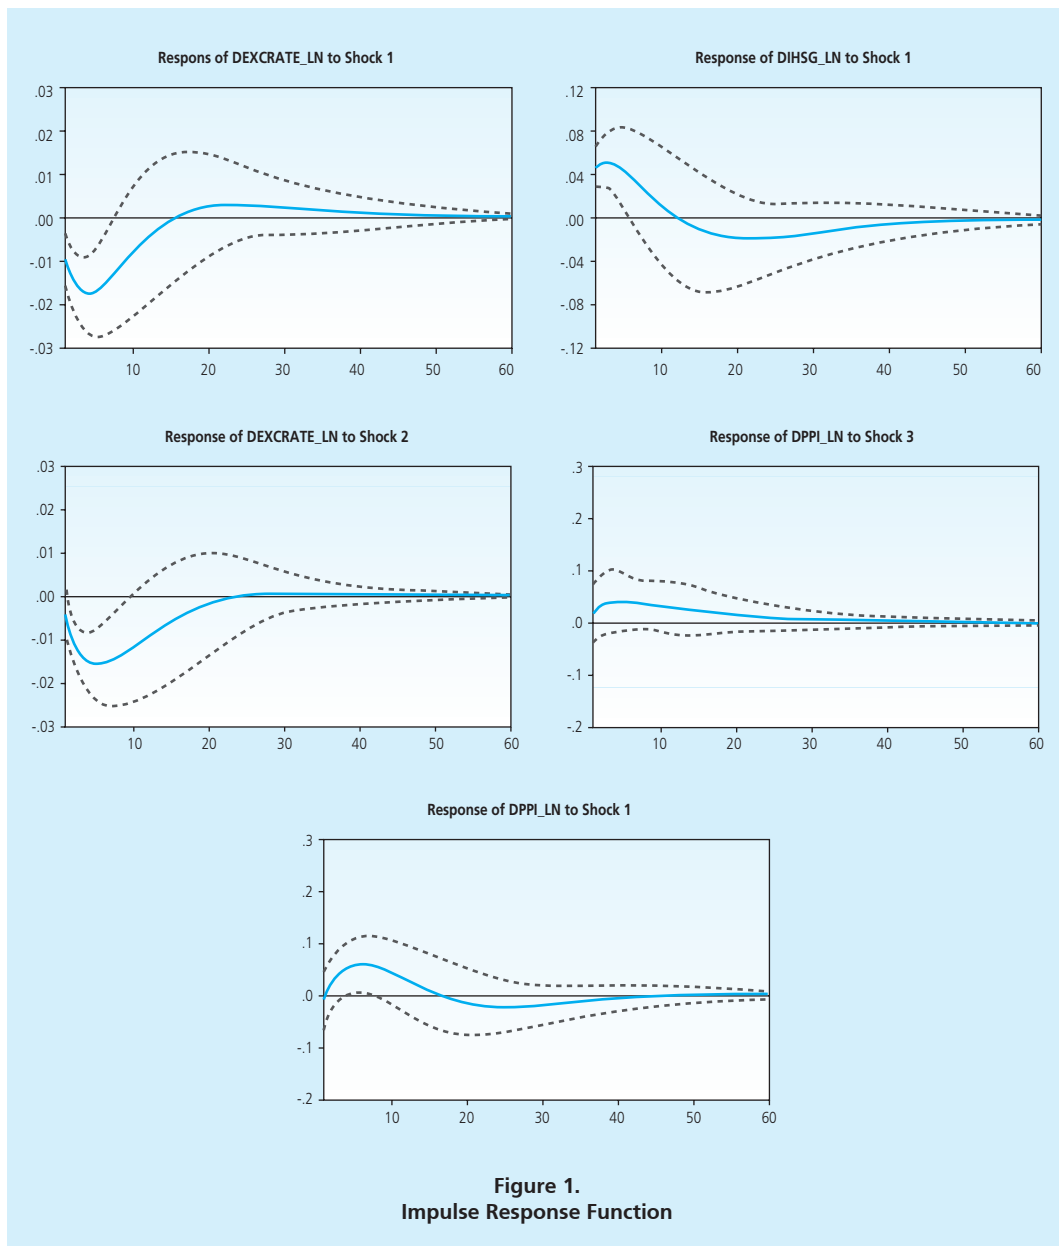 Respons of DEXCRATE_LN to Shock 1
.03
.02
.01
.00
-.01
-.02
-.03
10 20 30 40 50 60
Response of DIHSG_LN to Shock 1
.12
.08
.04
.00
-.04
-.08
-.12
10 20 30 40 50 60
Response of DEXCRATE_LN to Shock 2
.03
.02
.01
.00
-.01
-.02
-.03
10 20 30 40 50 60
Response of DPPI_LN to Shock 3
.3
.2
.1
.0
-.1
-.2
10 20 30 40 50 60
Response of DPPI_LN to Shock 1
.3
.2
.1
.0
-.1
-.2
10 20 30 40 50 60
Figure 1.
Impulse Response Function